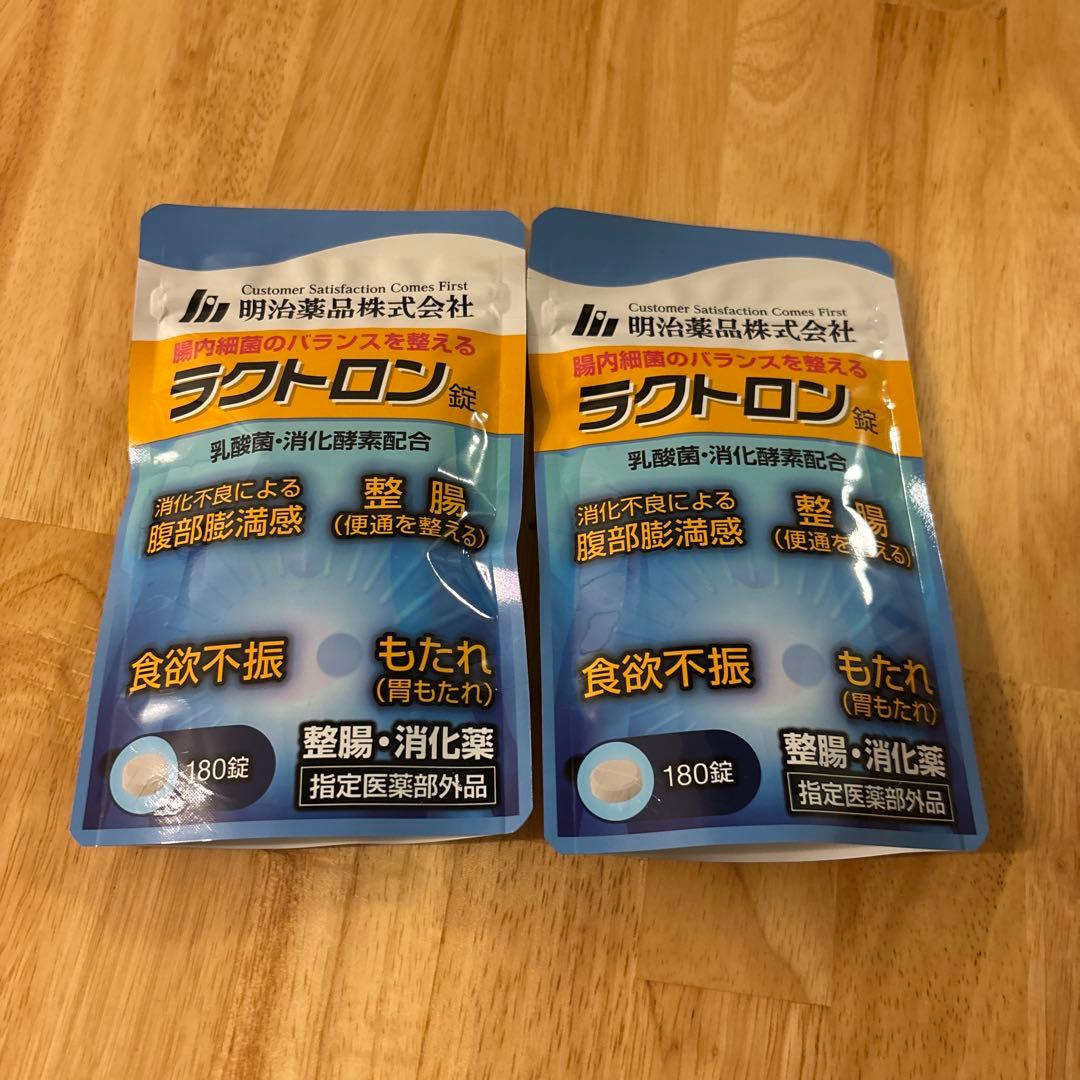 Customer Satisfaction Comes First
明治薬品株式会社
腸内細菌のバランスを整える
ラクトロン錠
乳酸菌・消化酵素配合
消化不良による
腹部膨満感
整腸
(便通を整える)
食欲不振
もたれ
(胃もたれ)
180錠
整腸・消化薬
指定医薬部外品
Customer Satisfaction Comes First
明治薬品株式会社
腸内細菌のバランスを整える
ラクトロン錠
乳酸菌・消化酵素配合
消化不良による
腹部膨満感
整腸
(便通を整える)
食欲不振
もたれ
(胃もたれ)
180錠
整腸・消化薬
指定医薬部外品